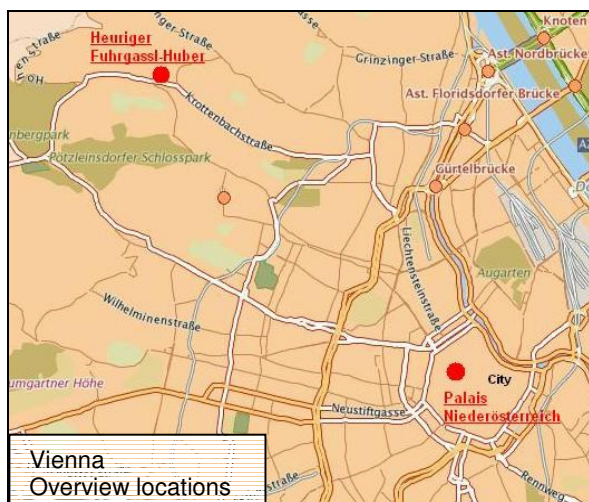 Heuriger
Fuhrgassl-Huber
Grinzinger-Straße
Knoten
Ast. Nordbrücke
Ast. Floridsdorfer Brücke
Krottenbachstraße
Pötzleinsdorfer Schlosspark
Gürtelbrücke
Liechtensteinstraße
Augarten
Wilhelminenstraße
City
Palais
Niederösterreich
Neustiftgasse
Rennweg
Vienna
Overview locations